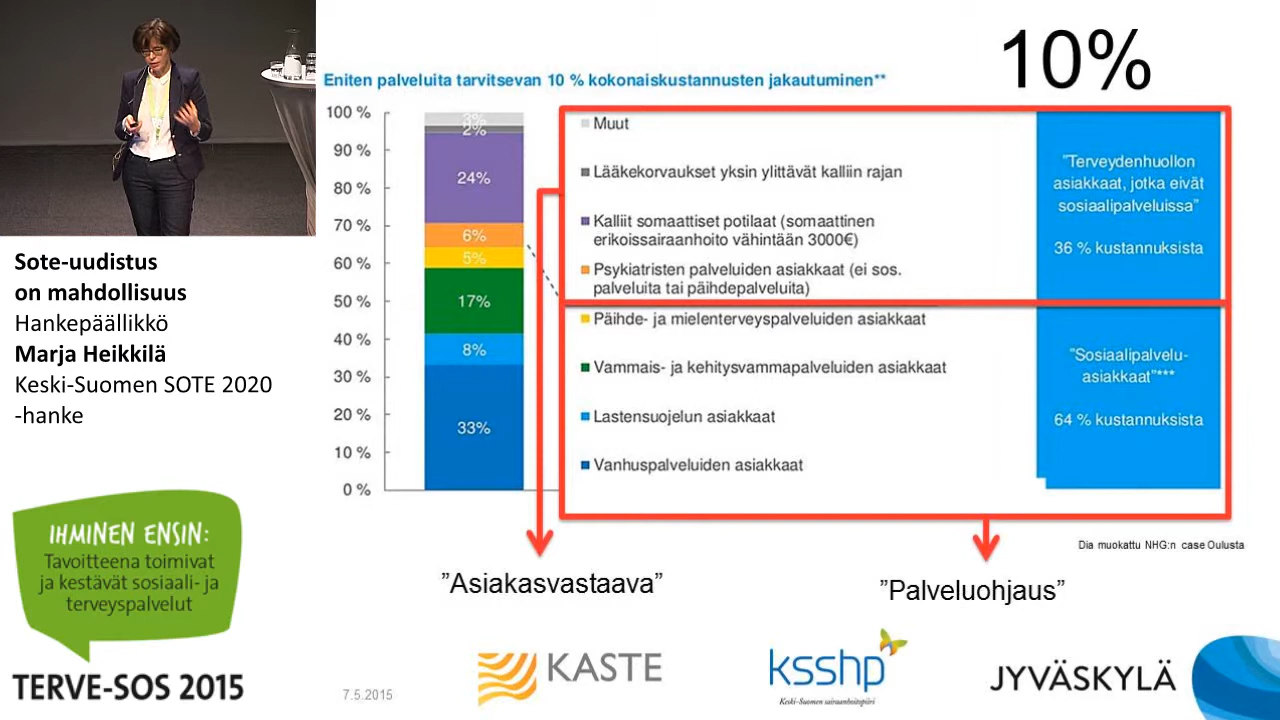 10%
Eniten palveluita tarvitsevan 10 % kokonaiskustannusten jakautuminen**
100 %
90 %
80 %
70 %
60 %
50 %
40 %
30 %
20 %
10 %
0 %
3%
2%
24%
6%
5%
17%
8%
33%
Muut
Lääkekorvaukset yksin ylittävät kalliin rajan
Kalliit somaattiset potilaat (somaattinen
erikoissairaanhoito vähintään 3000€)
Psykiatristen palveluiden asiakkaat (ei sos.
palveluita tai päihdepalveluita)
Päihde- ja mielenterveyspalveluiden asiakkaat
Vammais- ja kehitysvammapalveluiden asiakkaat
Lastensuojelun asiakkaat
Vanhuspalveluiden asiakkaat
"Terveydenhuollon
asiakkaat, jotka eivät
sosiaalipalveluissa"
36 % kustannuksista
"Sosiaalipalvelu-
asiakkaat"***
64 % kustannuksista
Dia muokattu NHG:n case Oulusta
"Asiakasvastaava"
"Palveluohjaus"
Sote-uudistus
on mahdollisuus
Hankepäällikkö
Marja Heikkilä
Keski-Suomen SOTE 2020
-hanke
IHMINEN ENSIN:
Tavoitteena toimivat
ja kestävät sosiaali- ja
terveyspalvelut
TERVE-SOS 2015
7.5.2015
KASTE
ksshp
Keski-Suomen sairaanhoitopiiri
JYVÄSKYLÄ